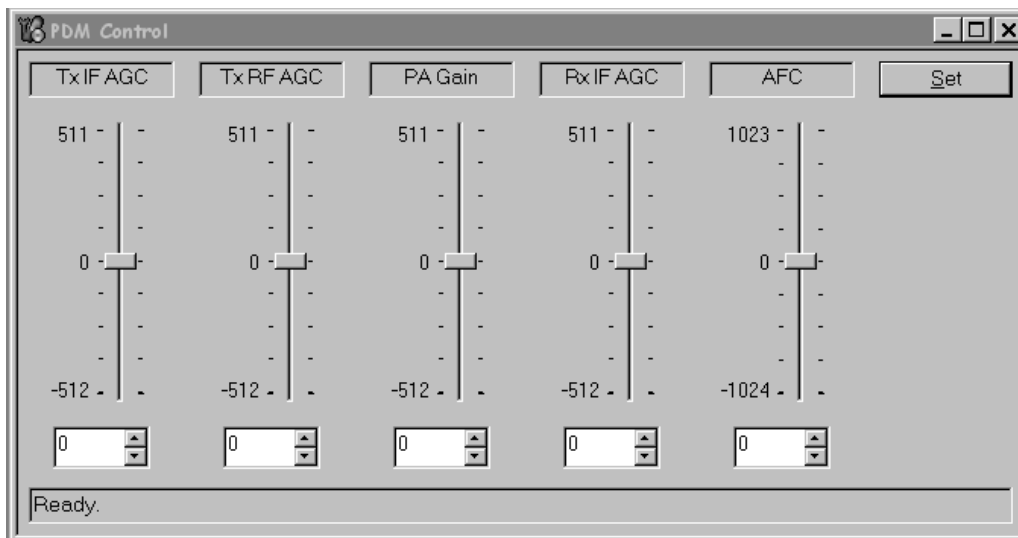 PDM Control
Tx IF AGC Tx RF AGC PA Gain Rx IF AGC AFC Set
511 511 511 511 1023
0 0 0 0 0
-512 -512 -512 -512 -1024
0 0 0 0 0
Ready.